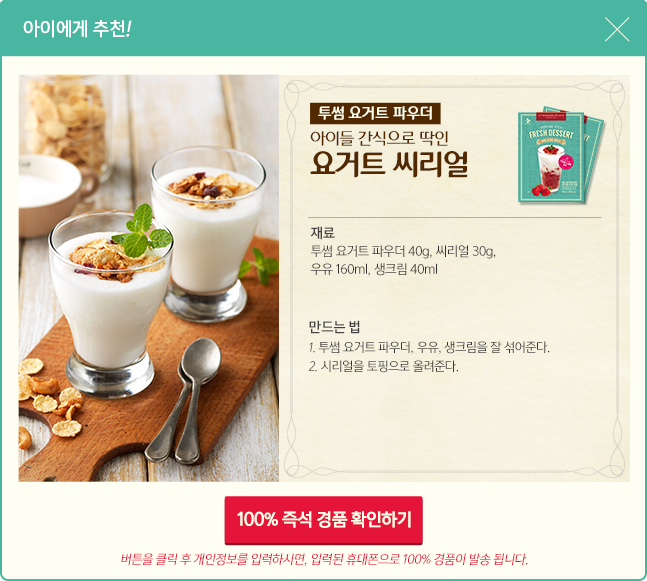 아이에게 추천!
투썸 요거트 파우더
아이들 간식으로 딱인
요거트 씨리얼
FRESH DESSERT
재료
투썸 요거트 파우더 40g, 씨리얼 30g,
우유 160ml, 생크림 40ml
만드는 법
1. 투썸 요거트 파우더, 우유, 생크림을 잘 섞어준다.
2. 시리얼을 토핑으로 올려준다.
100% 즉석 경품 확인하기
버튼을 클릭 후 개인정보를 입력하시면, 입력된 휴대폰으로 100% 경품이 발송 됩니다.